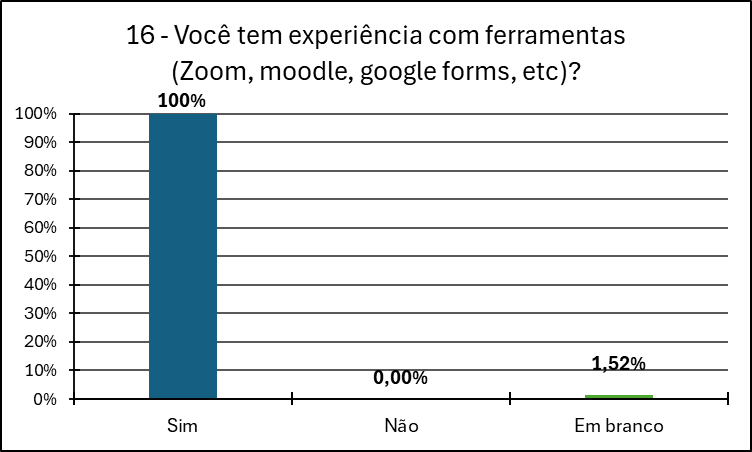 16 - Você tem experiência com ferramentas
(Zoom, moodle, google forms, etc)?
100%
100%
90%
80%
70%
60%
50%
40%
30%
20%
10%
0%
0,00%
1,52%
Sim
Não
Em branco